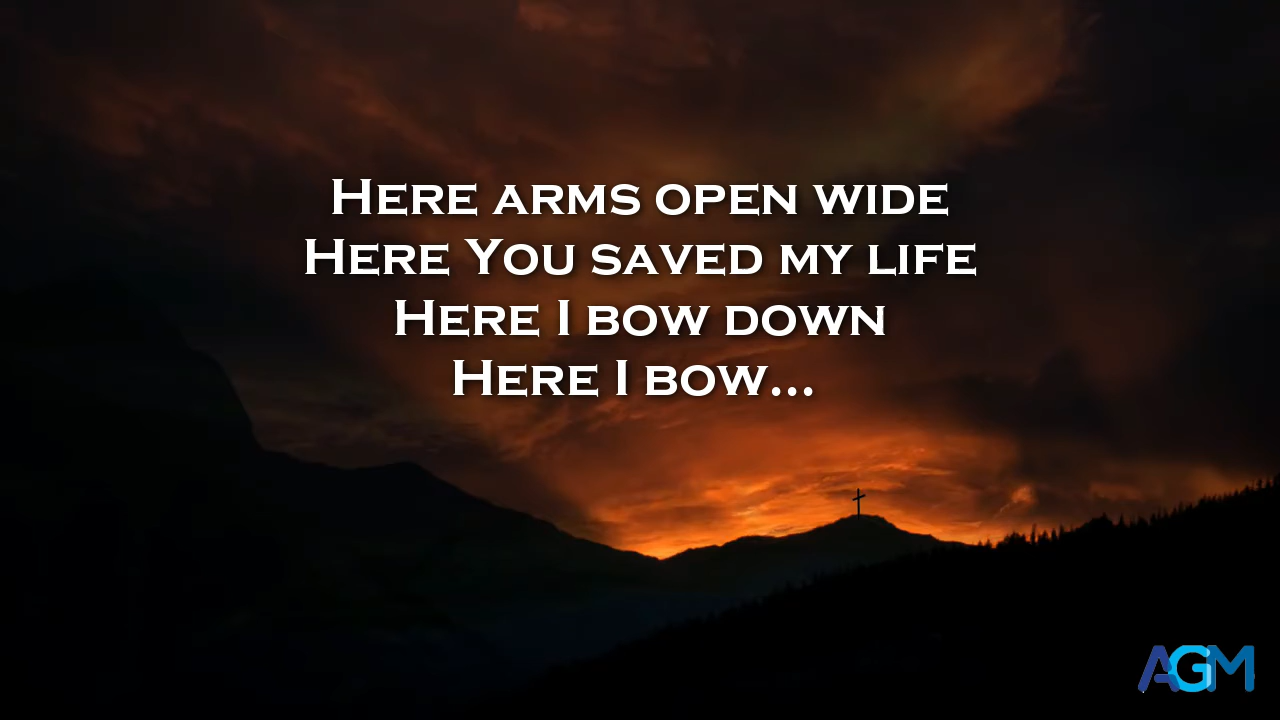 Here arms open wide
Here You saved my life
Here I bow down
Here I bow...
AGM